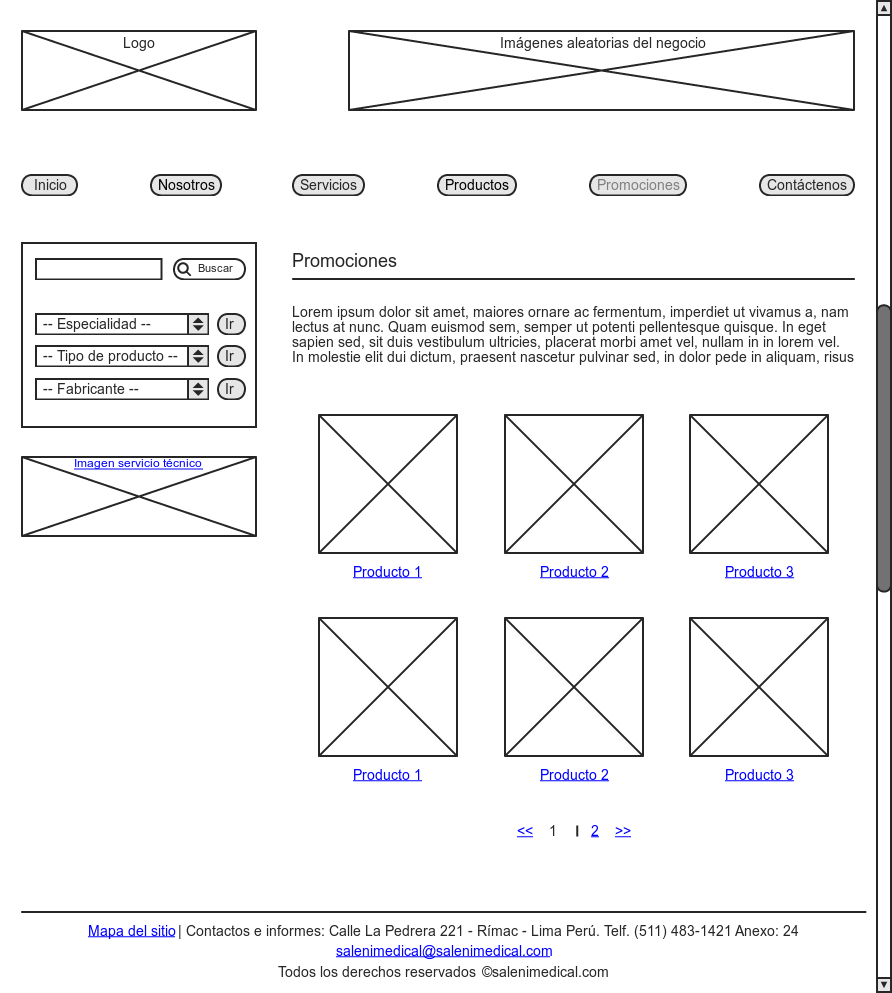 Logo
Imágenes aleatorias del negocio
Inicio
Nosotros
Servicios
Productos
Promociones
Contáctenos
Buscar
-- Especialidad --
Ir
-- Tipo de producto --
Ir
-- Fabricante --
Ir
Imagen servicio técnico
Promociones
Lorem ipsum dolor sit amet, maiores ornare ac fermentum, imperdiet ut vivamus a, nam
lectus at nunc. Quam euismod sem, semper ut potenti pellentesque quisque. In eget
sapien sed, sit duis vestibulum ultricies, placerat morbi amet vel, nullam in in lorem vel.
In molestie elit dui dictum, praesent nascetur pulvinar sed, in dolor pede in aliquam, risus
Producto 1
Producto 2
Producto 3
Producto 1
Producto 2
Producto 3
<< 1 | 2 >>
Mapa del sitio | Contactos e informes: Calle La Pedrera 221 - Rímac - Lima Perú. Telf. (511) 483-1421 Anexo: 24
salenimedical@salenimedical.com
Todos los derechos reservados ©salenimedical.com